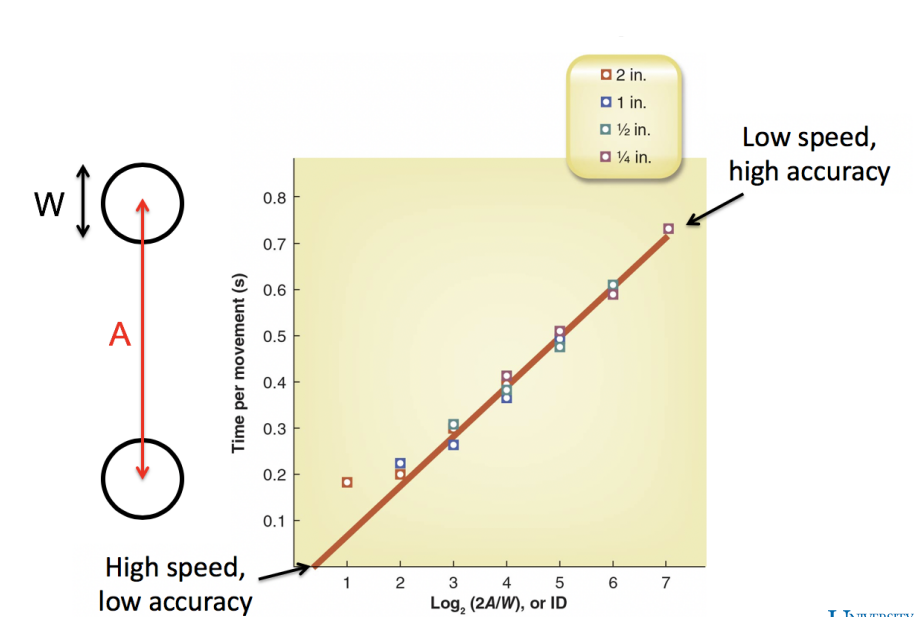 2 in.
1 in.
½ in.
¼ in.
Low speed,
high accuracy
W
A
Time per movement (s)
0.8
0.7
0.6
0.5
0.4
0.3
0.2
0.1
High speed,
low accuracy
1 2 3 4 5 6 7
Log₂ (2A/W), or ID